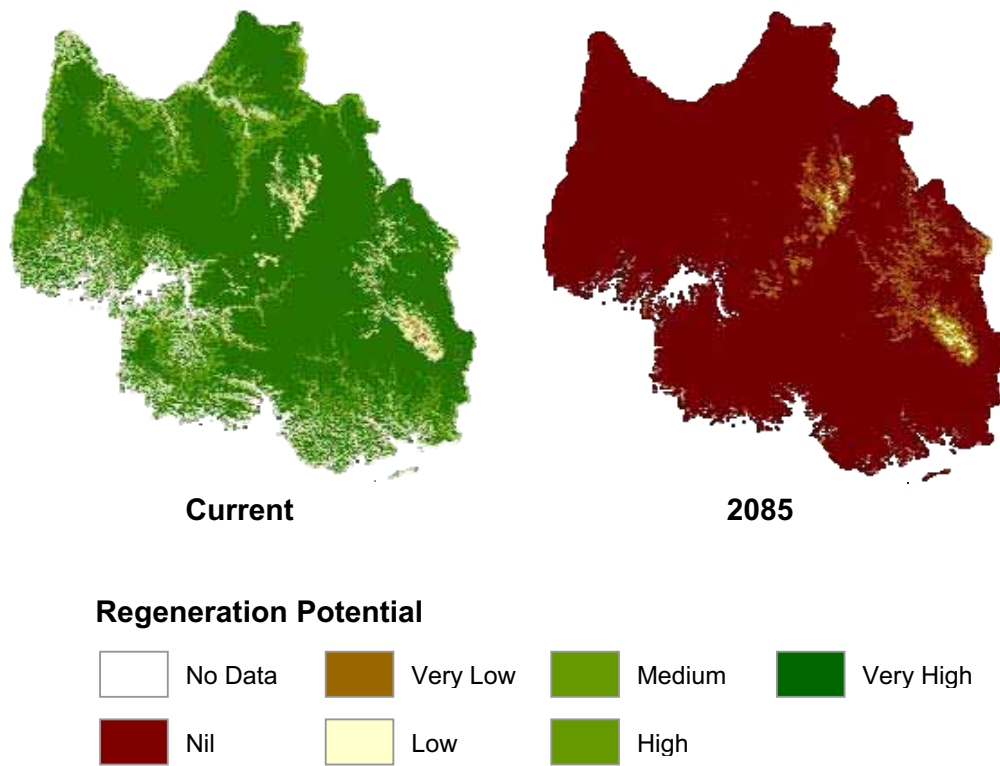 Current 2085
Regeneration Potential
No Data Very Low Medium Very High
Nil Low High